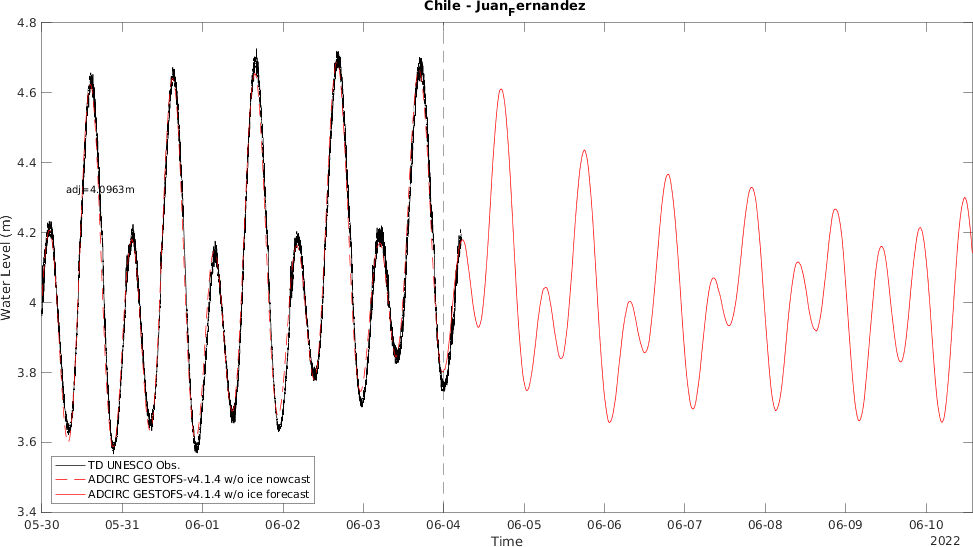 Chile - Juan_Fernandez
4.8
4.6
4.4
4.2
4
3.8
3.6
3.4
Water Level (m)
adj=4.0963m
TD UNESCO Obs.
ADCIRC GESTOFS-v4.1.4 w/o ice nowcast
ADCIRC GESTOFS-v4.1.4 w/o ice forecast
05-30 05-31 06-01 06-02 06-03 06-04 06-05 06-06 06-07 06-08 06-09 06-10
Time
2022